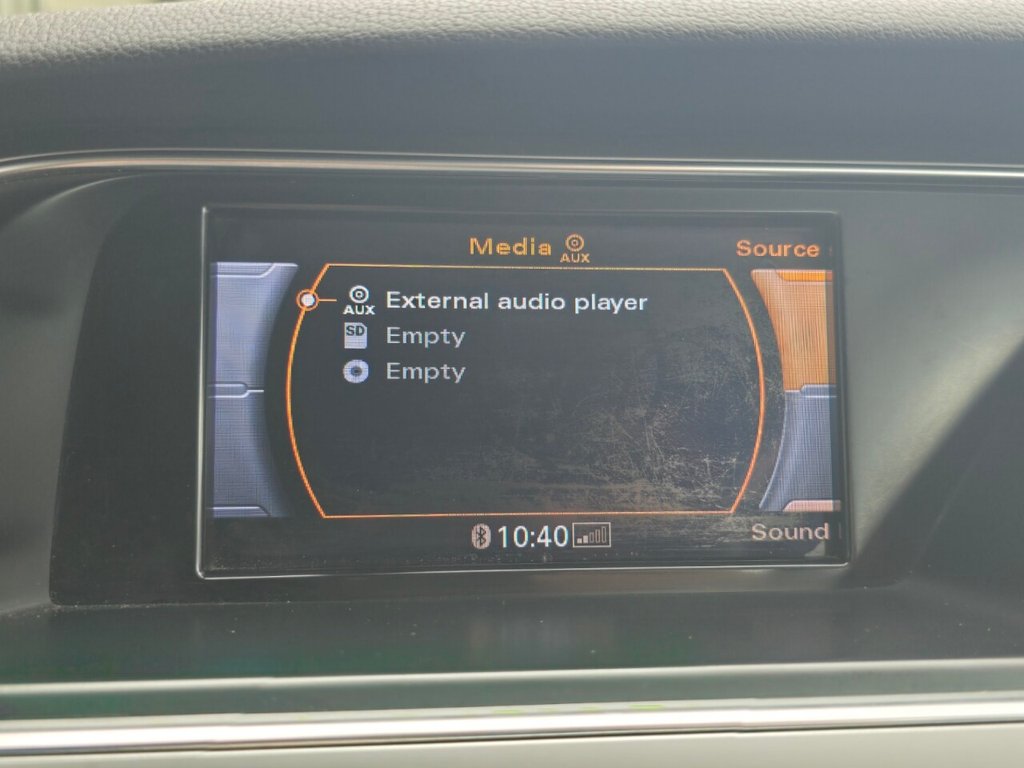 Media AUX
Source
AUX External audio player
SD Empty
Empty
10:40
Sound